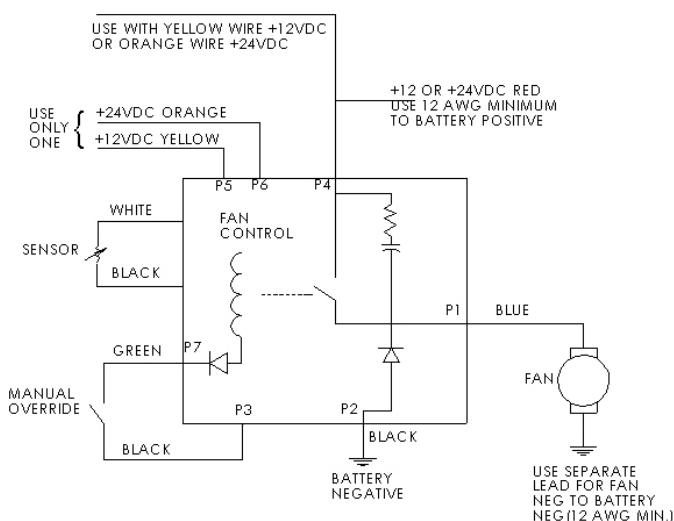 USE WITH YELLOW WIRE +12VDC
OR ORANGE WIRE +24VDC
+12 OR +24VDC RED
USE 12 AWG MINIMUM
TO BATTERY POSITIVE
USE
ONLY
ONE
+24VDC ORANGE
+12VDC YELLOW
P5
P6
P4
WHITE
SENSOR
BLACK
FAN
CONTROL
P1
BLUE
GREEN
P7
FAN
MANUAL
OVERRIDE
P3
P2
BLACK
BLACK
BATTERY
NEGATIVE
USE SEPARATE
LEAD FOR FAN
NEG TO BATTERY
NEG(12 AWG MIN.)